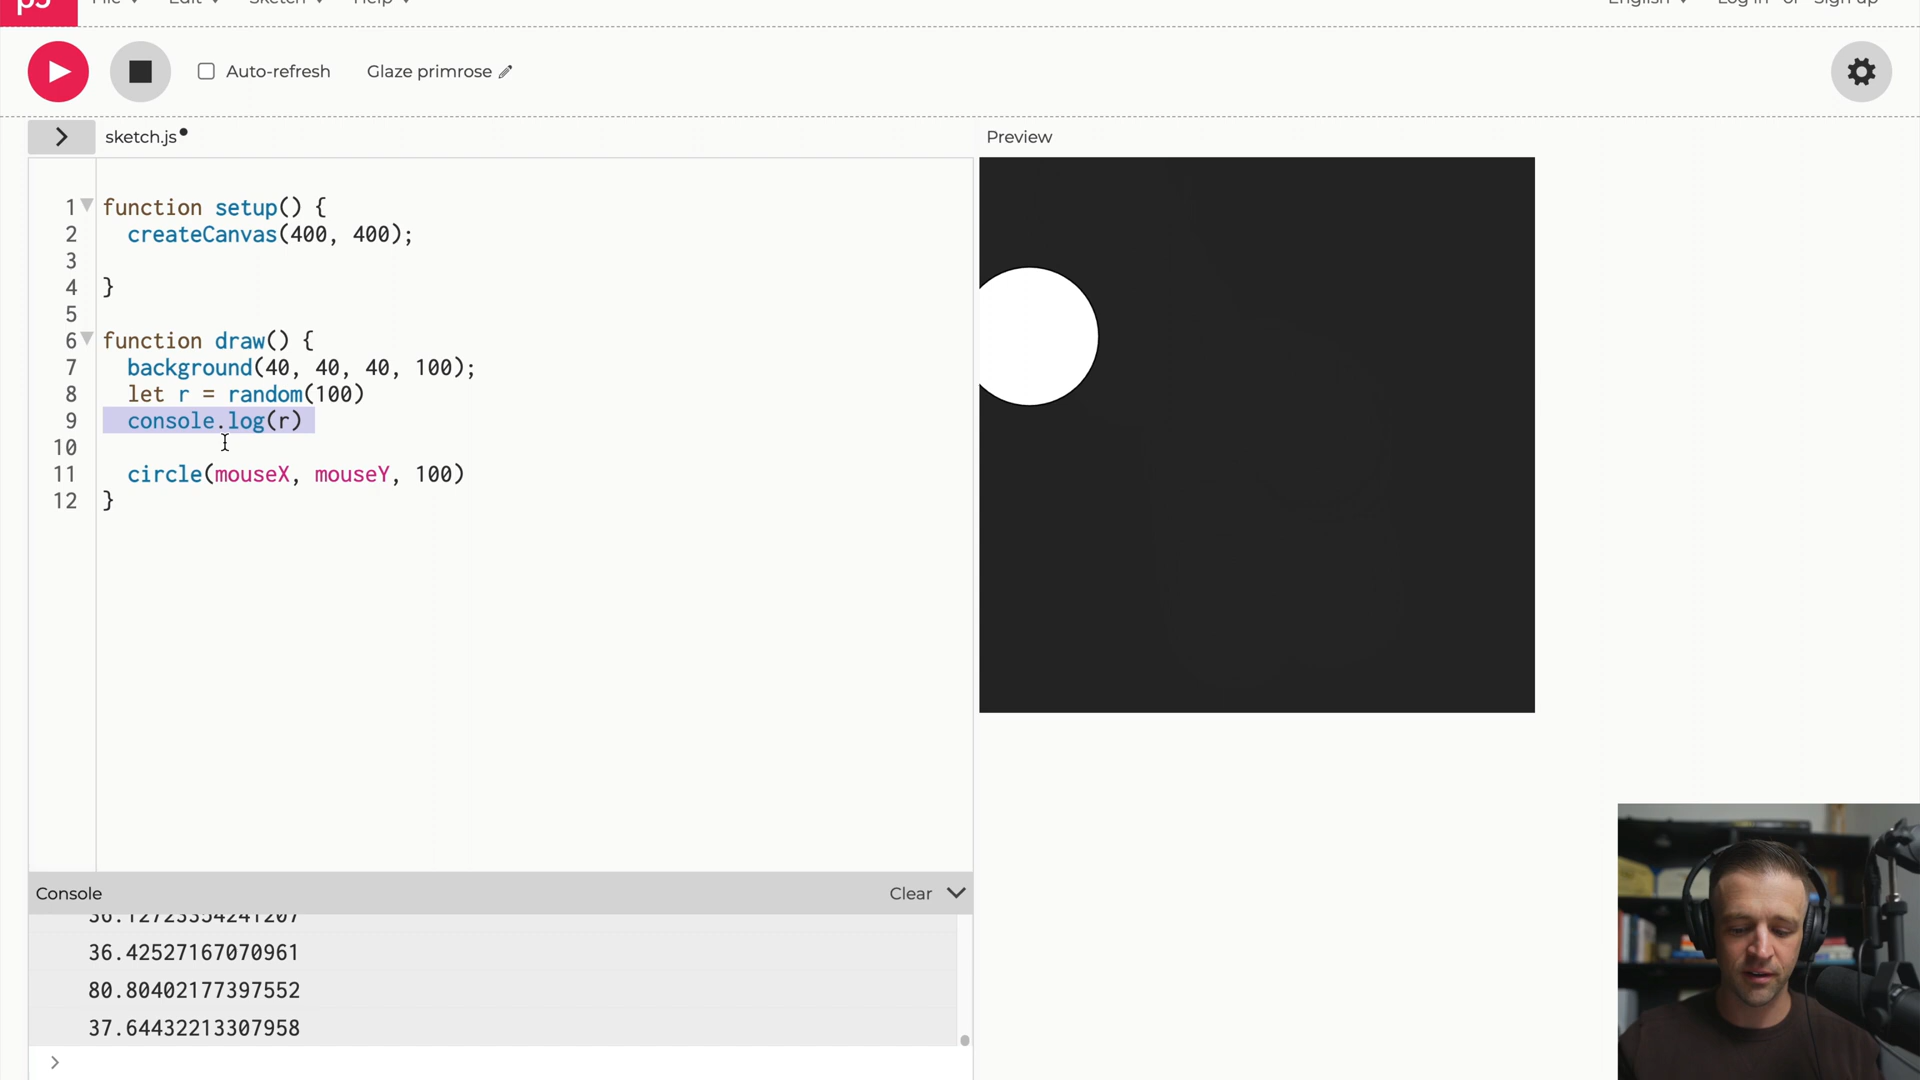 p5 File Edit Sketch Help English Log in or Sign up
Auto-refresh Glaze primrose
sketch.js Preview
1 function setup() {
2 createCanvas(400, 400);
3
4 }
5
6 function draw() {
7 background(40, 40, 40, 100);
8 let r = random(100)
9 console.log(r)
10
11 circle(mouseX, mouseY, 100)
12 }
Console Clear
36.12723354241207
36.42527167070961
80.80402177397552
37.64432213307958
>